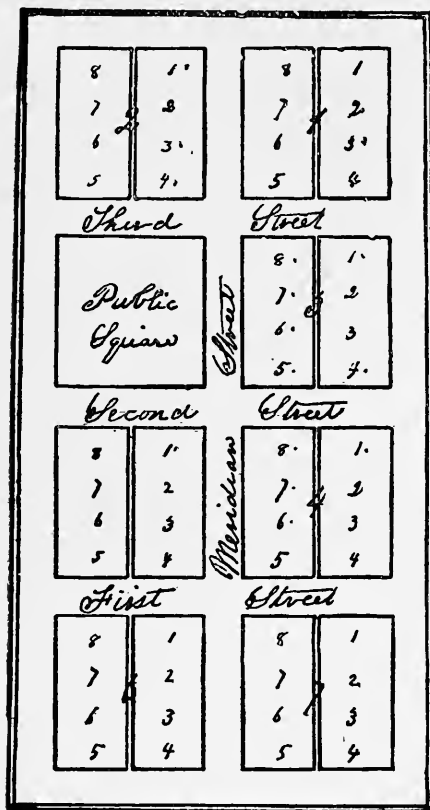 8 1. 8 1
7 2 7 2
6 3. 6 3.
5 4. 5 4
Third Street
8. 1.
Public 7. 3 2
Square 6. 3
5. 4.
Street
Second Street
8 1. 8. 1.
7 2 7. 4 2
6 3 6. 3
5 4 5 4
Meridian
First Street
8 1 8 1
7 2 7 2
6 3 6 3
5 4 5 4